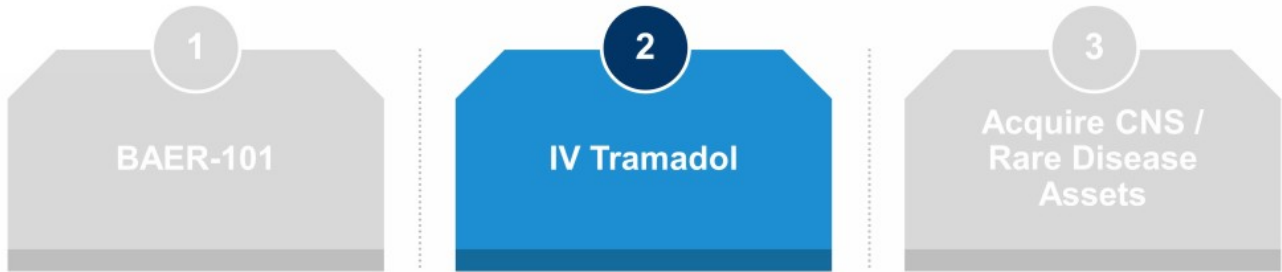 1
BAER-101
2
IV Tramadol
3
Acquire CNS /
Rare Disease
Assets